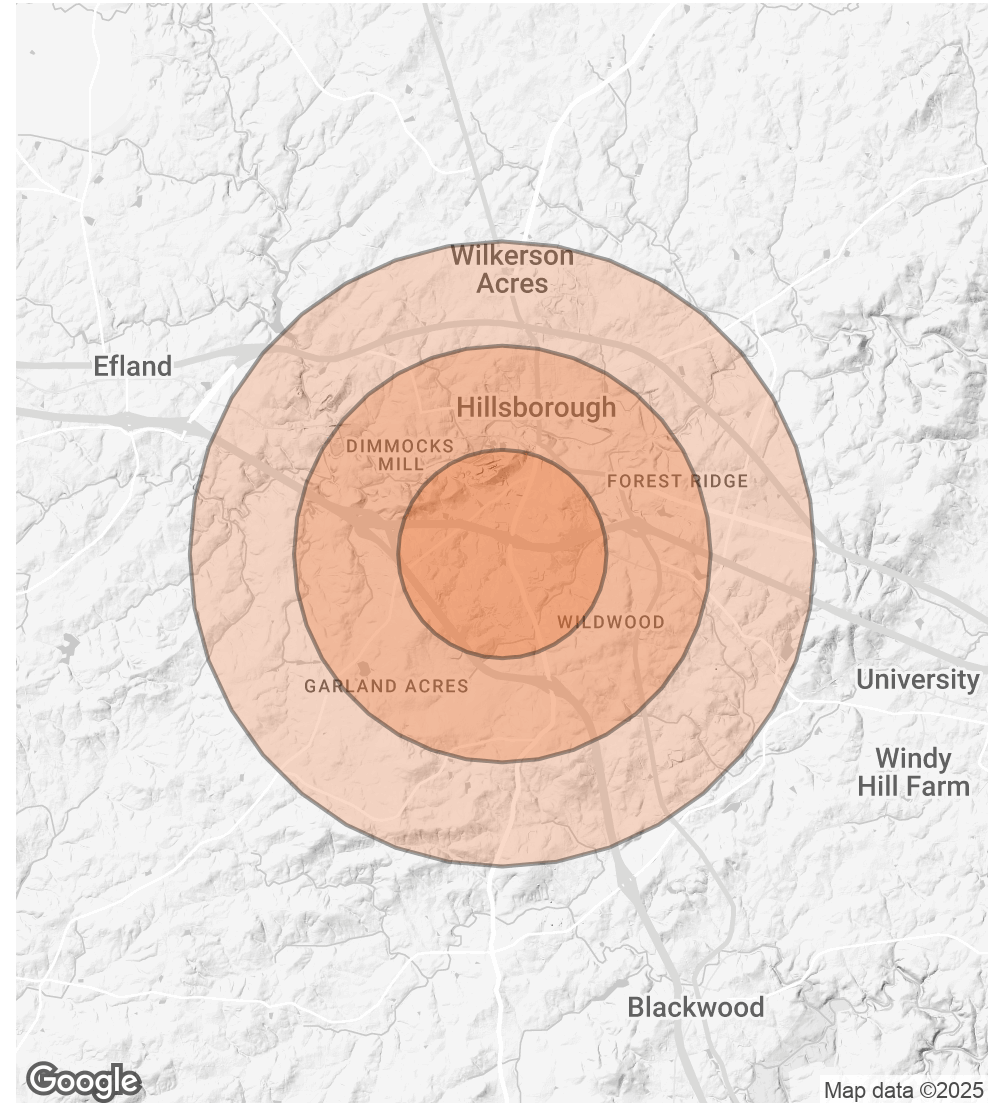 Wilkerson
Acres
Efland
Hillsborough
DIMMOCKS
MILL
FOREST RIDGE
WILDWOOD
GARLAND ACRES
University
Windy
Hill Farm
Blackwood
Google
Map data ©2025